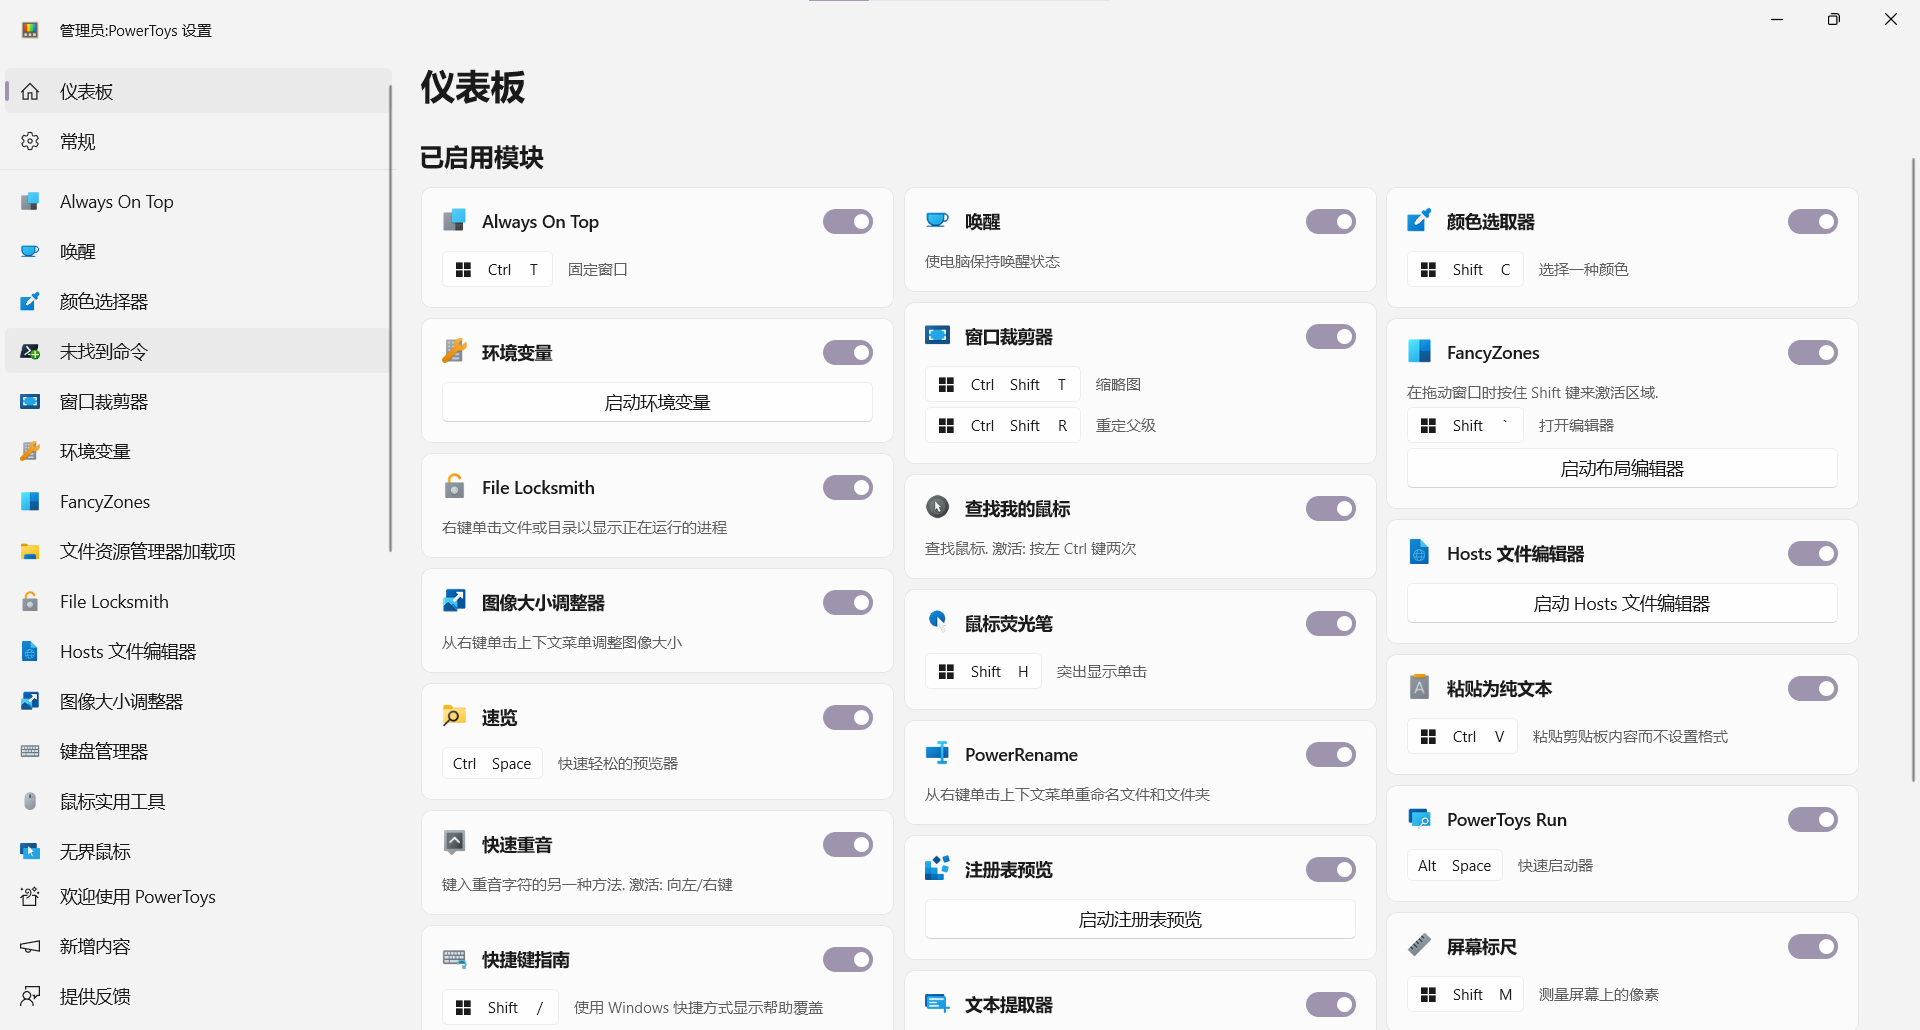 管理员:PowerToys 设置
仪表板
常规
Always On Top
唤醒
颜色选择器
未找到命令
窗口裁剪器
环境变量
FancyZones
文件资源管理器加载项
File Locksmith
Hosts 文件编辑器
图像大小调整器
键盘管理器
鼠标实用工具
无界鼠标
欢迎使用 PowerToys
新增内容
提供反馈
仪表板
已启用模块
Always On Top
Ctrl T 固定窗口
环境变量
启动环境变量
File Locksmith
右键单击文件或目录以显示正在运行的进程
图像大小调整器
从右键单击上下文菜单调整图像大小
速览
Ctrl Space 快速轻松的预览器
快速重音
键入重音字符的另一种方法. 激活: 向左/右键
快捷键指南
Shift / 使用 Windows 快捷方式显示帮助覆盖
唤醒
使电脑保持唤醒状态
窗口裁剪器
Ctrl Shift T 缩略图
Ctrl Shift R 重定父级
查找我的鼠标
查找鼠标. 激活: 按左 Ctrl 键两次
鼠标荧光笔
Shift H 突出显示单击
PowerRename
从右键单击上下文菜单重命名文件和文件夹
注册表预览
启动注册表预览
文本提取器
颜色选取器
Shift C 选择一种颜色
FancyZones
在拖动窗口时按住 Shift 键来激活区域.
Shift ` 打开编辑器
启动布局编辑器
Hosts 文件编辑器
启动 Hosts 文件编辑器
粘贴为纯文本
Ctrl V 粘贴剪贴板内容而不设置格式
PowerToys Run
Alt Space 快速启动器
屏幕标尺
Shift M 测量屏幕上的像素